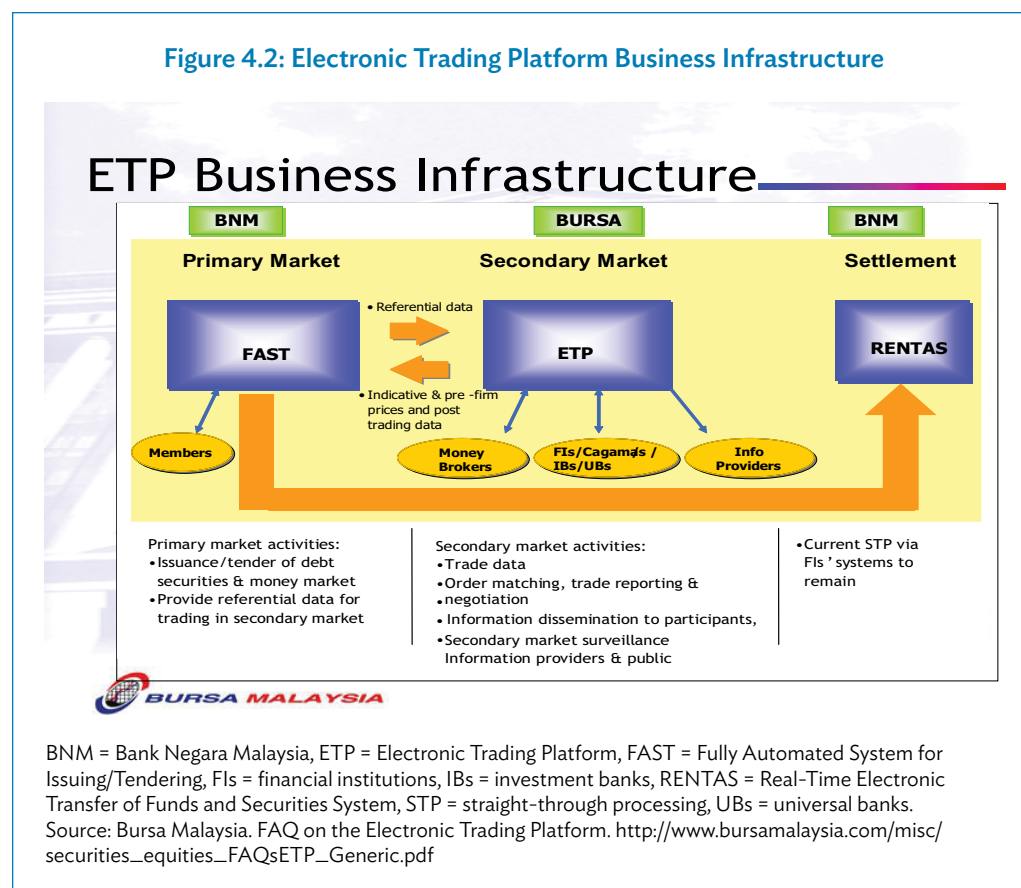 Figure 4.2: Electronic Trading Platform Business Infrastructure
ETP Business Infrastructure
BNM
BURSA
BNM
Primary Market
Secondary Market
Settlement
• Referential data
FAST
ETP
RENTAS
• Indicative & pre -firm
prices and post
trading data
Members
Money
Brokers
FIs/Cagamas /
IBs/UBs
Info
Providers
Primary market activities:
•Issuance/tender of debt
securities & money market
•Provide referential data for
trading in secondary market
Secondary market activities:
•Trade data
•Order matching, trade reporting &
•negotiation
• Information dissemination to participants,
•Secondary market surveillance
Information providers & public
•Current STP via
FIs ’ systems to
remain
BURSA MALAYSIA
BNM = Bank Negara Malaysia, ETP = Electronic Trading Platform, FAST = Fully Automated System for
Issuing/Tendering, FIs = financial institutions, IBs = investment banks, RENTAS = Real-Time Electronic
Transfer of Funds and Securities System, STP = straight-through processing, UBs = universal banks.
Source: Bursa Malaysia. FAQ on the Electronic Trading Platform. http://www.bursamalaysia.com/misc/
securities_equities_FAQsETP_Generic.pdf